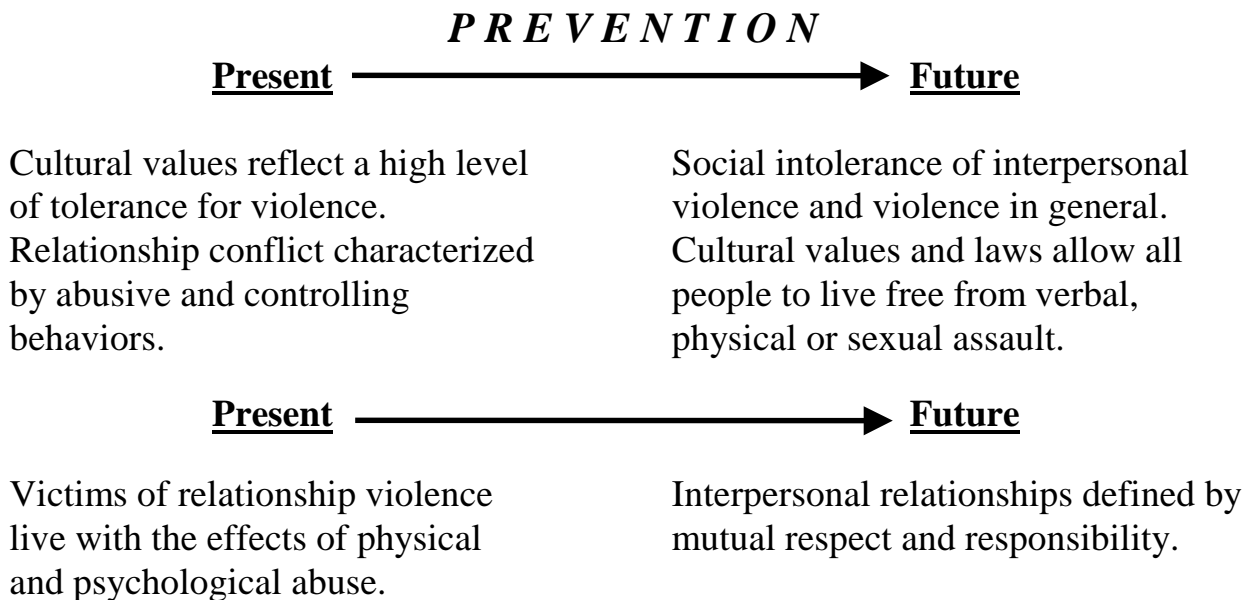 P R E V E N T I O N
Present Future
Cultural values reflect a high level
of tolerance for violence.
Relationship conflict characterized
by abusive and controlling
behaviors.
Social intolerance of interpersonal
violence and violence in general.
Cultural values and laws allow all
people to live free from verbal,
physical or sexual assault.
Present Future
Victims of relationship violence
live with the effects of physical
and psychological abuse.
Interpersonal relationships defined by
mutual respect and responsibility.